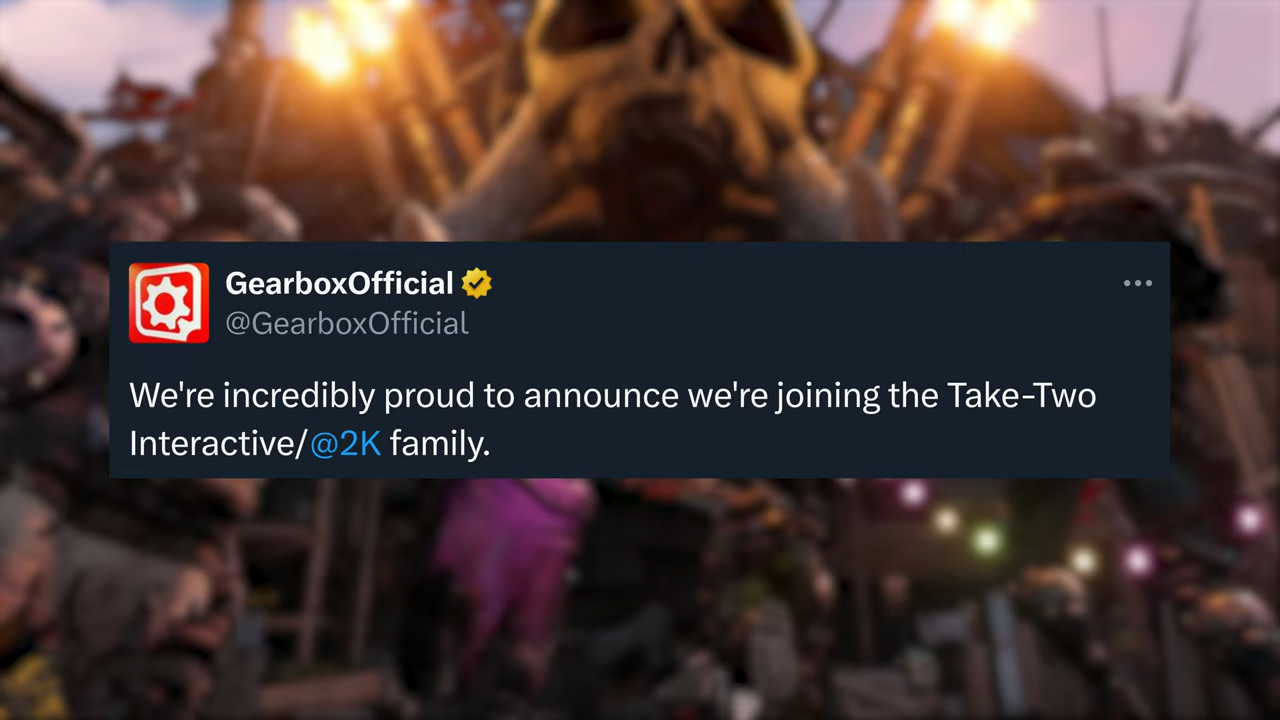 GearboxOfficial
@GearboxOfficial
We're incredibly proud to announce we're joining the Take-Two
Interactive/@2K family.